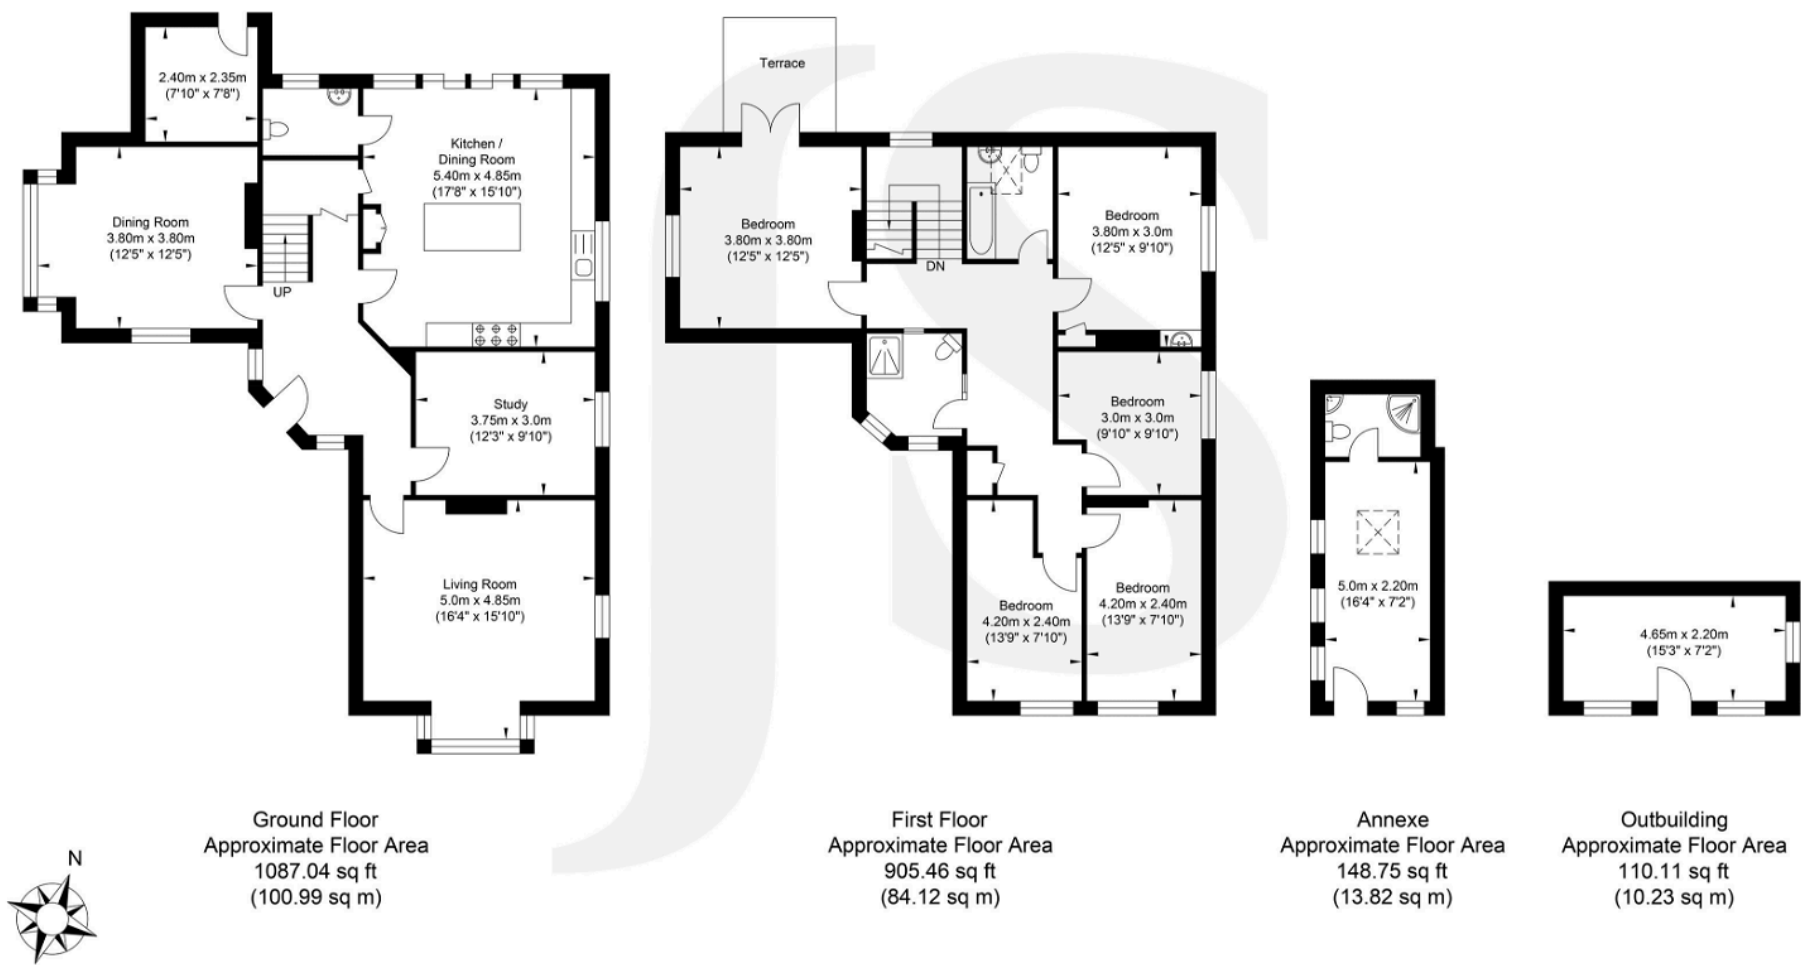 2.40m x 2.35m
(7'10" x 7'8")
Kitchen /
Dining Room
5.40m x 4.85m
(17'8" x 15'10")
Dining Room
3.80m x 3.80m
(12'5" x 12'5")
UP
Study
3.75m x 3.0m
(12'3" x 9'10")
Living Room
5.0m x 4.85m
(16'4" x 15'10")
Terrace
Bedroom
3.80m x 3.80m
(12'5" x 12'5")
DN
Bedroom
3.80m x 3.0m
(12'5" x 9'10")
Bedroom
3.0m x 3.0m
(9'10" x 9'10")
Bedroom
4.20m x 2.40m
(13'9" x 7'10")
Bedroom
4.20m x 2.40m
(13'9" x 7'10")
5.0m x 2.20m
(16'4" x 7'2")
4.65m x 2.20m
(15'3" x 7'2")
JS
Ground Floor
Approximate Floor Area
1087.04 sq ft
(100.99 sq m)
First Floor
Approximate Floor Area
905.46 sq ft
(84.12 sq m)
Annexe
Approximate Floor Area
148.75 sq ft
(13.82 sq m)
Outbuilding
Approximate Floor Area
110.11 sq ft
(10.23 sq m)
N